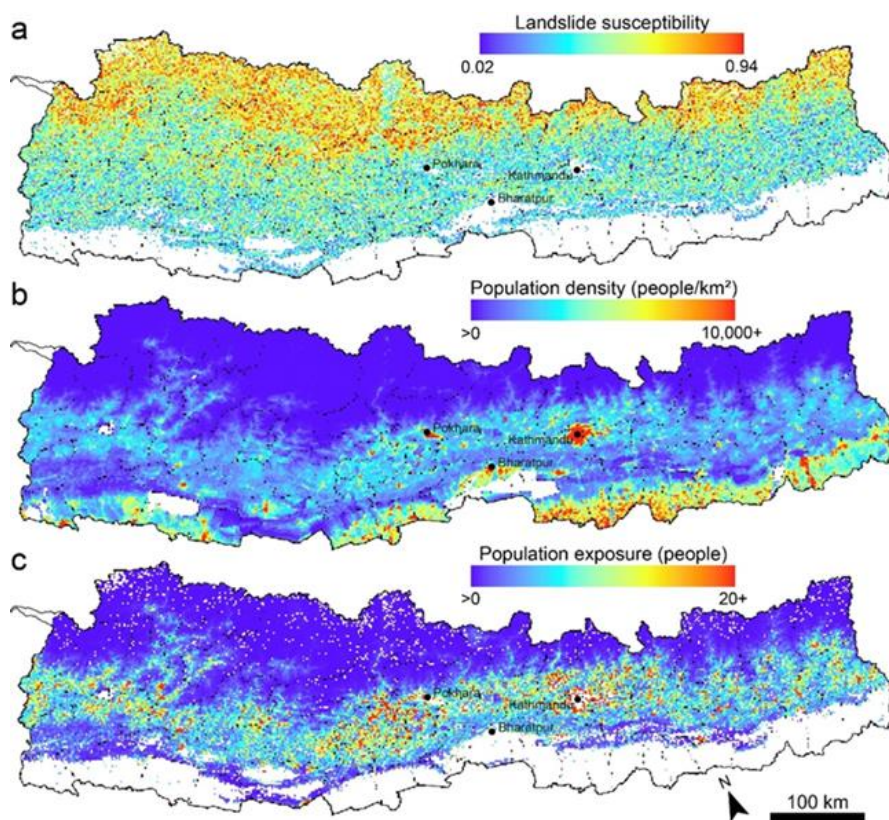 a
Landslide susceptibility
0.02 0.94
Pokhara
Kathmandu
Bharatpur
b
Population density (people/km²)
>0 10,000+
Pokhara
Kathmandu
Bharatpur
c
Population exposure (people)
>0 20+
Pokhara
Kathmandu
Bharatpur
N
100 km